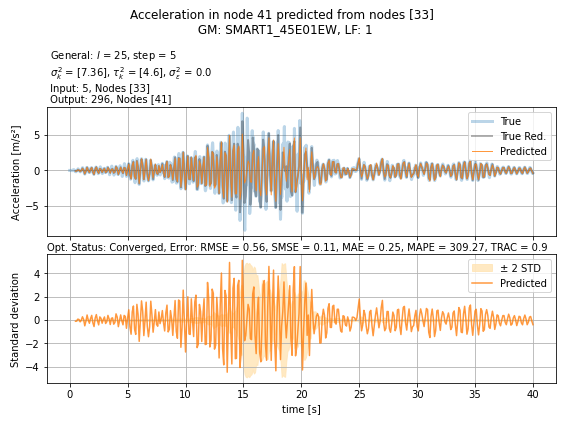 Acceleration in node 41 predicted from nodes [33]
GM: SMART1_45E01EW, LF: 1
General: l = 25, step = 5
σ²ₖ = [7.36], τ²ₖ = [4.6], σ²ε = 0.0
Input: 5, Nodes [33]
Output: 296, Nodes [41]
Acceleration [m/s²]
5
0
−5
True
True Red.
Predicted
Opt. Status: Converged, Error: RMSE = 0.56, SMSE = 0.11, MAE = 0.25, MAPE = 309.27, TRAC = 0.9
Standard deviation
4
2
0
−2
−4
± 2 STD
Predicted
0 5 10 15 20 25 30 35 40
time [s]